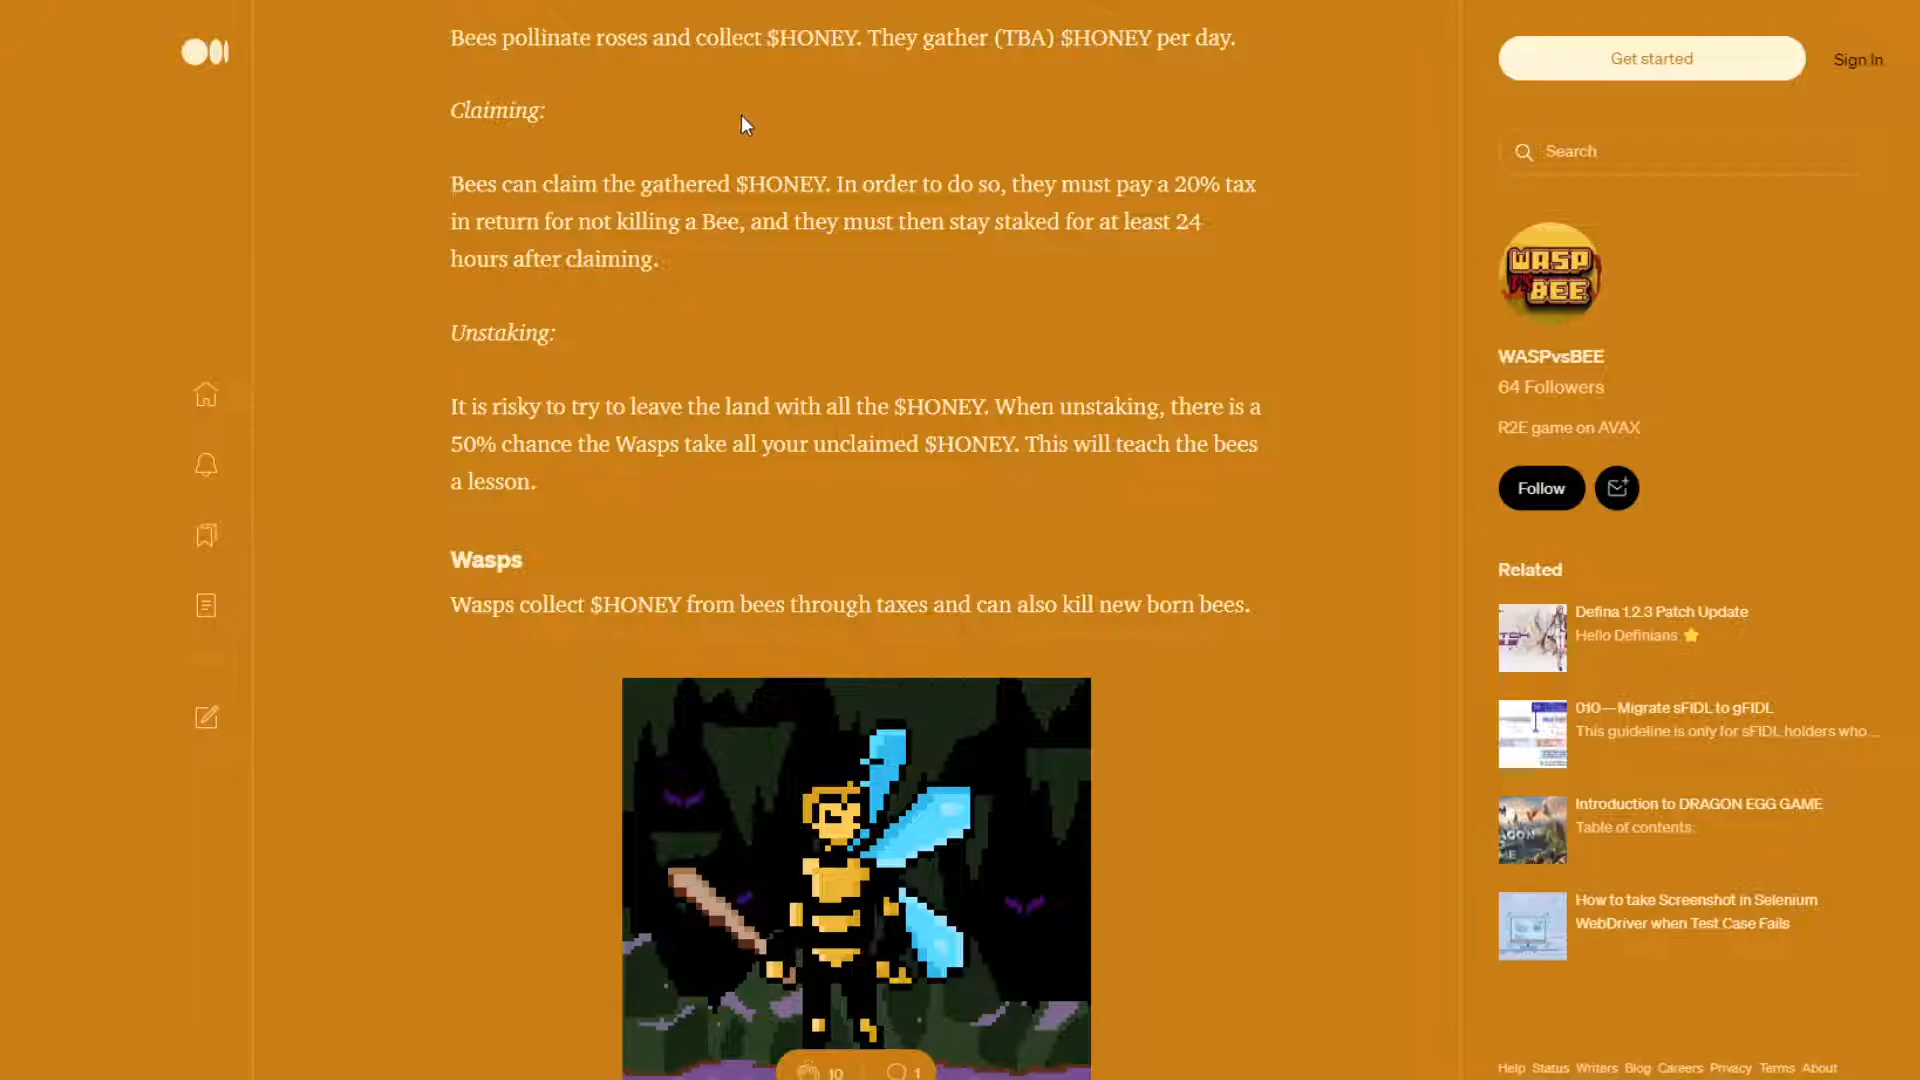 Bees pollinate roses and collect $HONEY. They gather (TBA) $HONEY per day.
Claiming:
Bees can claim the gathered $HONEY. In order to do so, they must pay a 20% tax
in return for not killing a Bee, and they must then stay staked for at least 24
hours after claiming.
Unstaking:
It is risky to try to leave the land with all the $HONEY. When unstaking, there is a
50% chance the Wasps take all your unclaimed $HONEY. This will teach the bees
a lesson.
Wasps
Wasps collect $HONEY from bees through taxes and can also kill new born bees.
10
1
Get started
Sign In
Search
WASP
VS
BEE
WASPvsBEE
64 Followers
R2E game on AVAX
Follow
Related
Defina 1.2.3 Patch Update
Hello Definians ⭐
010 — Migrate sFIDL to gFIDL
This guideline is only for sFIDL holders who ...
Introduction to DRAGON EGG GAME
Table of contents:
How to take Screenshot in Selenium
WebDriver when Test Case Fails
Help Status Writers Blog Careers Privacy Terms About